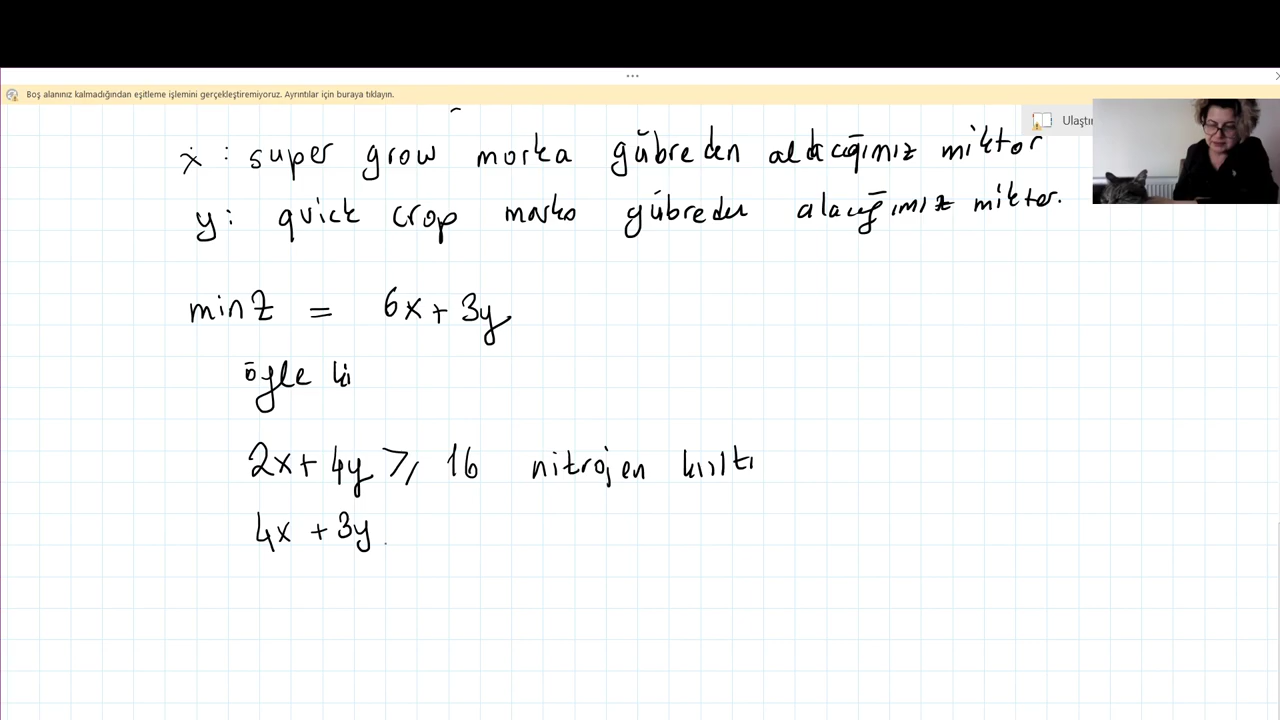 ...
Boş alanınız kalmadığından eşitleme işlemini gerçekleştiremiyoruz. Ayrıntılar için buraya tıklayın.
Ulaştır
x : super grow marka gübreden alacağımız miktar
y : quick crop marka gübreden alacağımız miktar.
min Z = 6x + 3y
öyle ki
2x + 4y ≥ 16 nitrojen kısıtı
4x + 3y